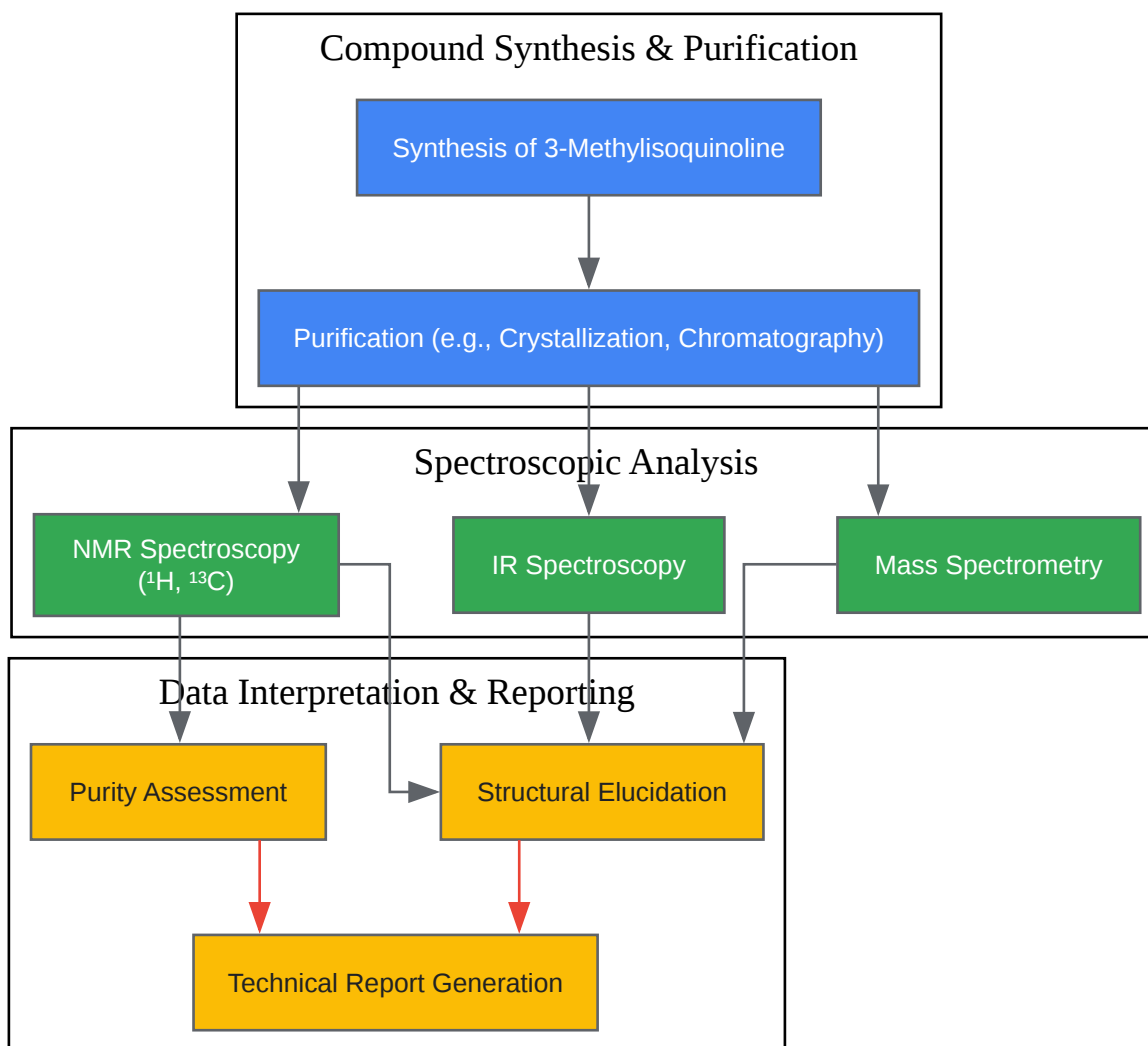 Compound Synthesis & Purification
Synthesis of 3-Methylisoquinoline
Purification (e.g., Crystallization, Chromatography)
Spectroscopic Analysis
NMR Spectroscopy
(¹H, ¹³C)
IR Spectroscopy
Mass Spectrometry
Data Interpretation & Reporting
Purity Assessment
Structural Elucidation
Technical Report Generation